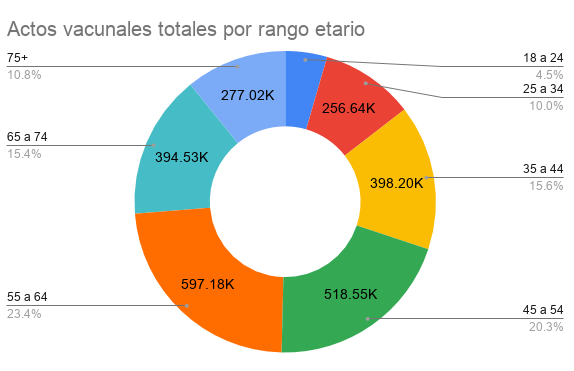 Actos vacunales totales por rango etario
75+
10.8%
18 a 24
4.5%
25 a 34
10.0%
277.02K
256.64K
65 a 74
15.4%
394.53K
398.20K
35 a 44
15.6%
597.18K
518.55K
55 a 64
23.4%
45 a 54
20.3%